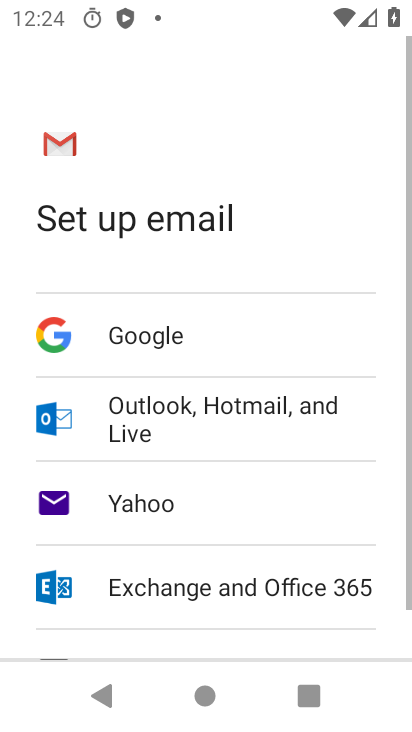 12:24
Set up email
Google
Outlook, Hotmail, and
Live
Yahoo
Exchange and Office 365